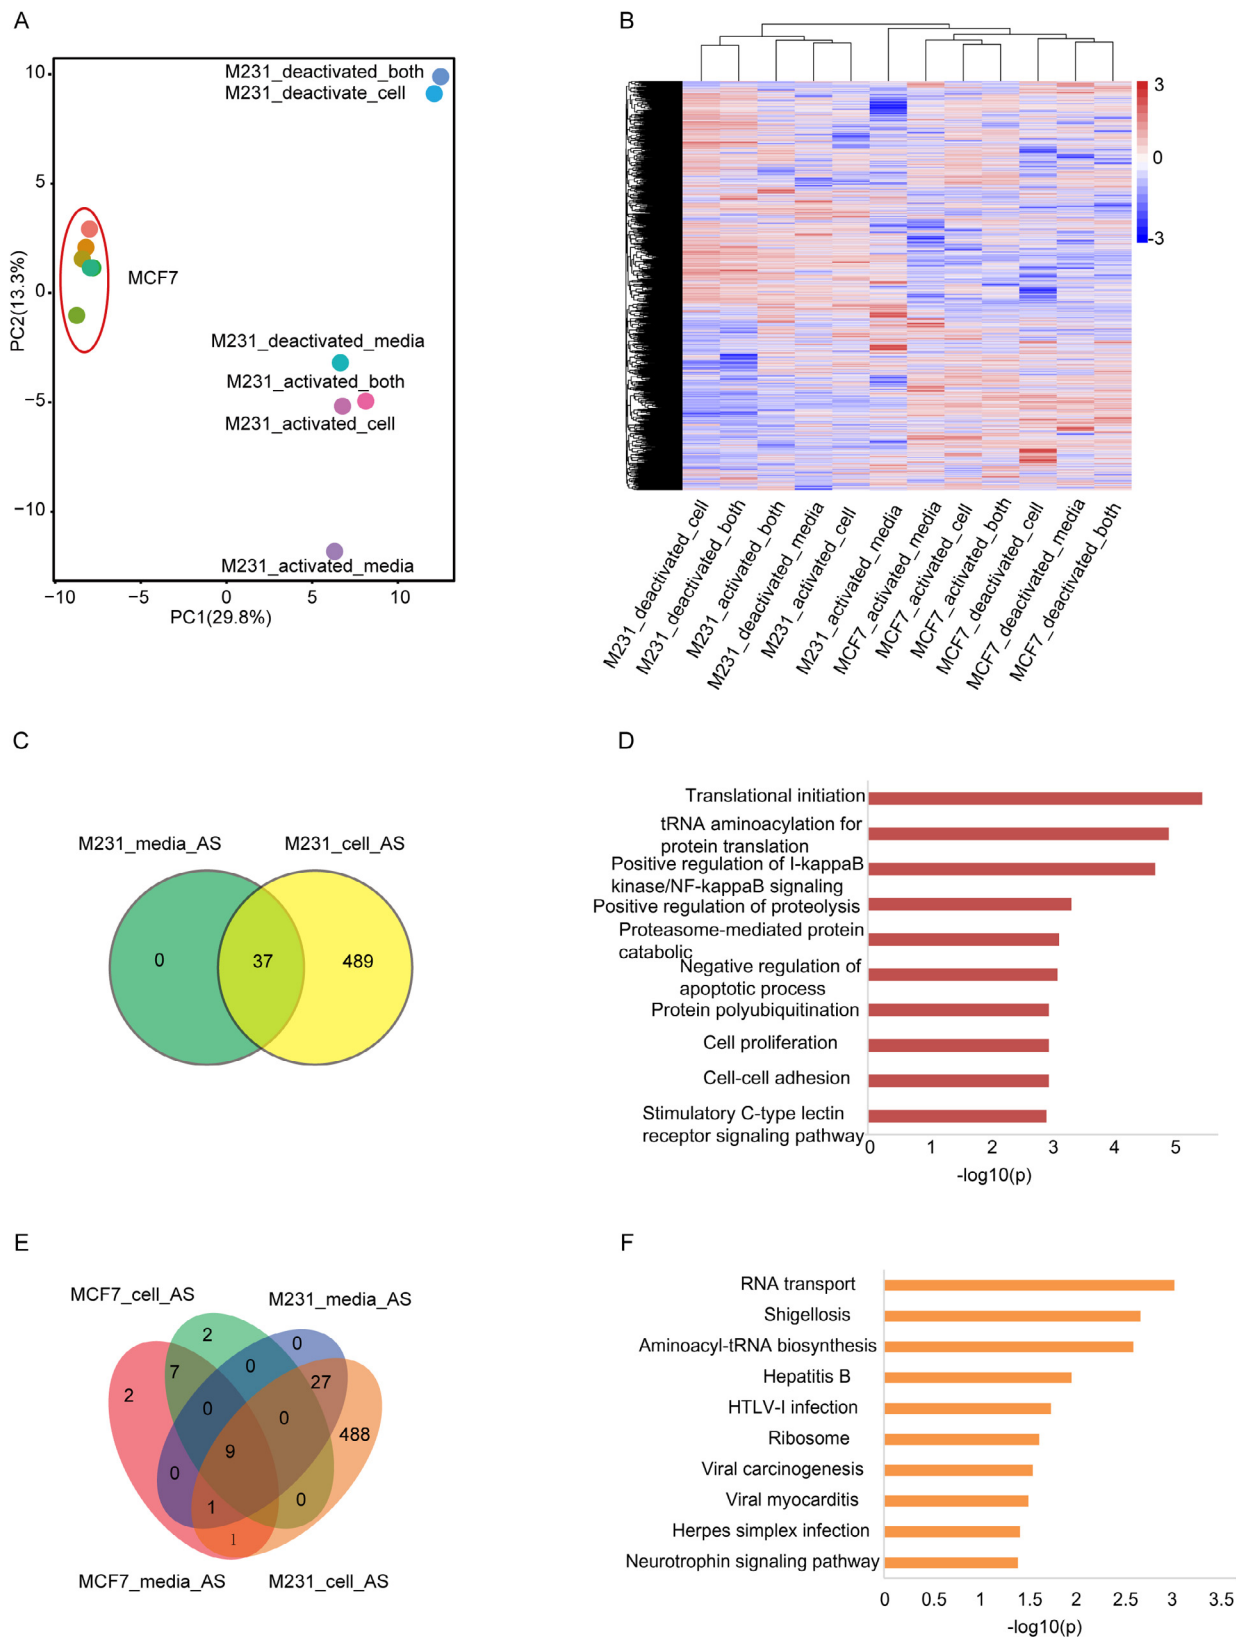 A
M231_deactivated_both
M231_deactivate_cell
MCF7
M231_deactivated_media
M231_activated_both
M231_activated_cell
M231_activated_media
10
5
0
−5
−10
PC2(13.3%)
−10
−5
0
5
10
PC1(29.8%)
B
3
0
-3
M231_deactivated_cell
M231_deactivated_both
M231_activated_both
M231_deactivated_media
M231_activated_cell
M231_activated_media
MCF7_activated_media
MCF7_activated_cell
MCF7_activated_both
MCF7_deactivated_cell
MCF7_deactivated_media
MCF7_deactivated_both
C
M231_media_AS
M231_cell_AS
0
37
489
D
Translational initiation
tRNA aminoacylation for
protein translation
Positive regulation of I-kappaB
kinase/NF-kappaB signaling
Positive regulation of proteolysis
Proteasome-mediated protein
catabolic
Negative regulation of
apoptotic process
Protein polyubiquitination
Cell proliferation
Cell-cell adhesion
Stimulatory C-type lectin
receptor signaling pathway
0
1
2
3
4
5
-log10(p)
E
MCF7_cell_AS
M231_media_AS
2
0
7
0
27
2
0
0
488
9
0
1
0
1
MCF7_media_AS
M231_cell_AS
F
RNA transport
Shigellosis
Aminoacyl-tRNA biosynthesis
Hepatitis B
HTLV-I infection
Ribosome
Viral carcinogenesis
Viral myocarditis
Herpes simplex infection
Neurotrophin signaling pathway
0
0.5
1
1.5
2
2.5
3
3.5
-log10(p)